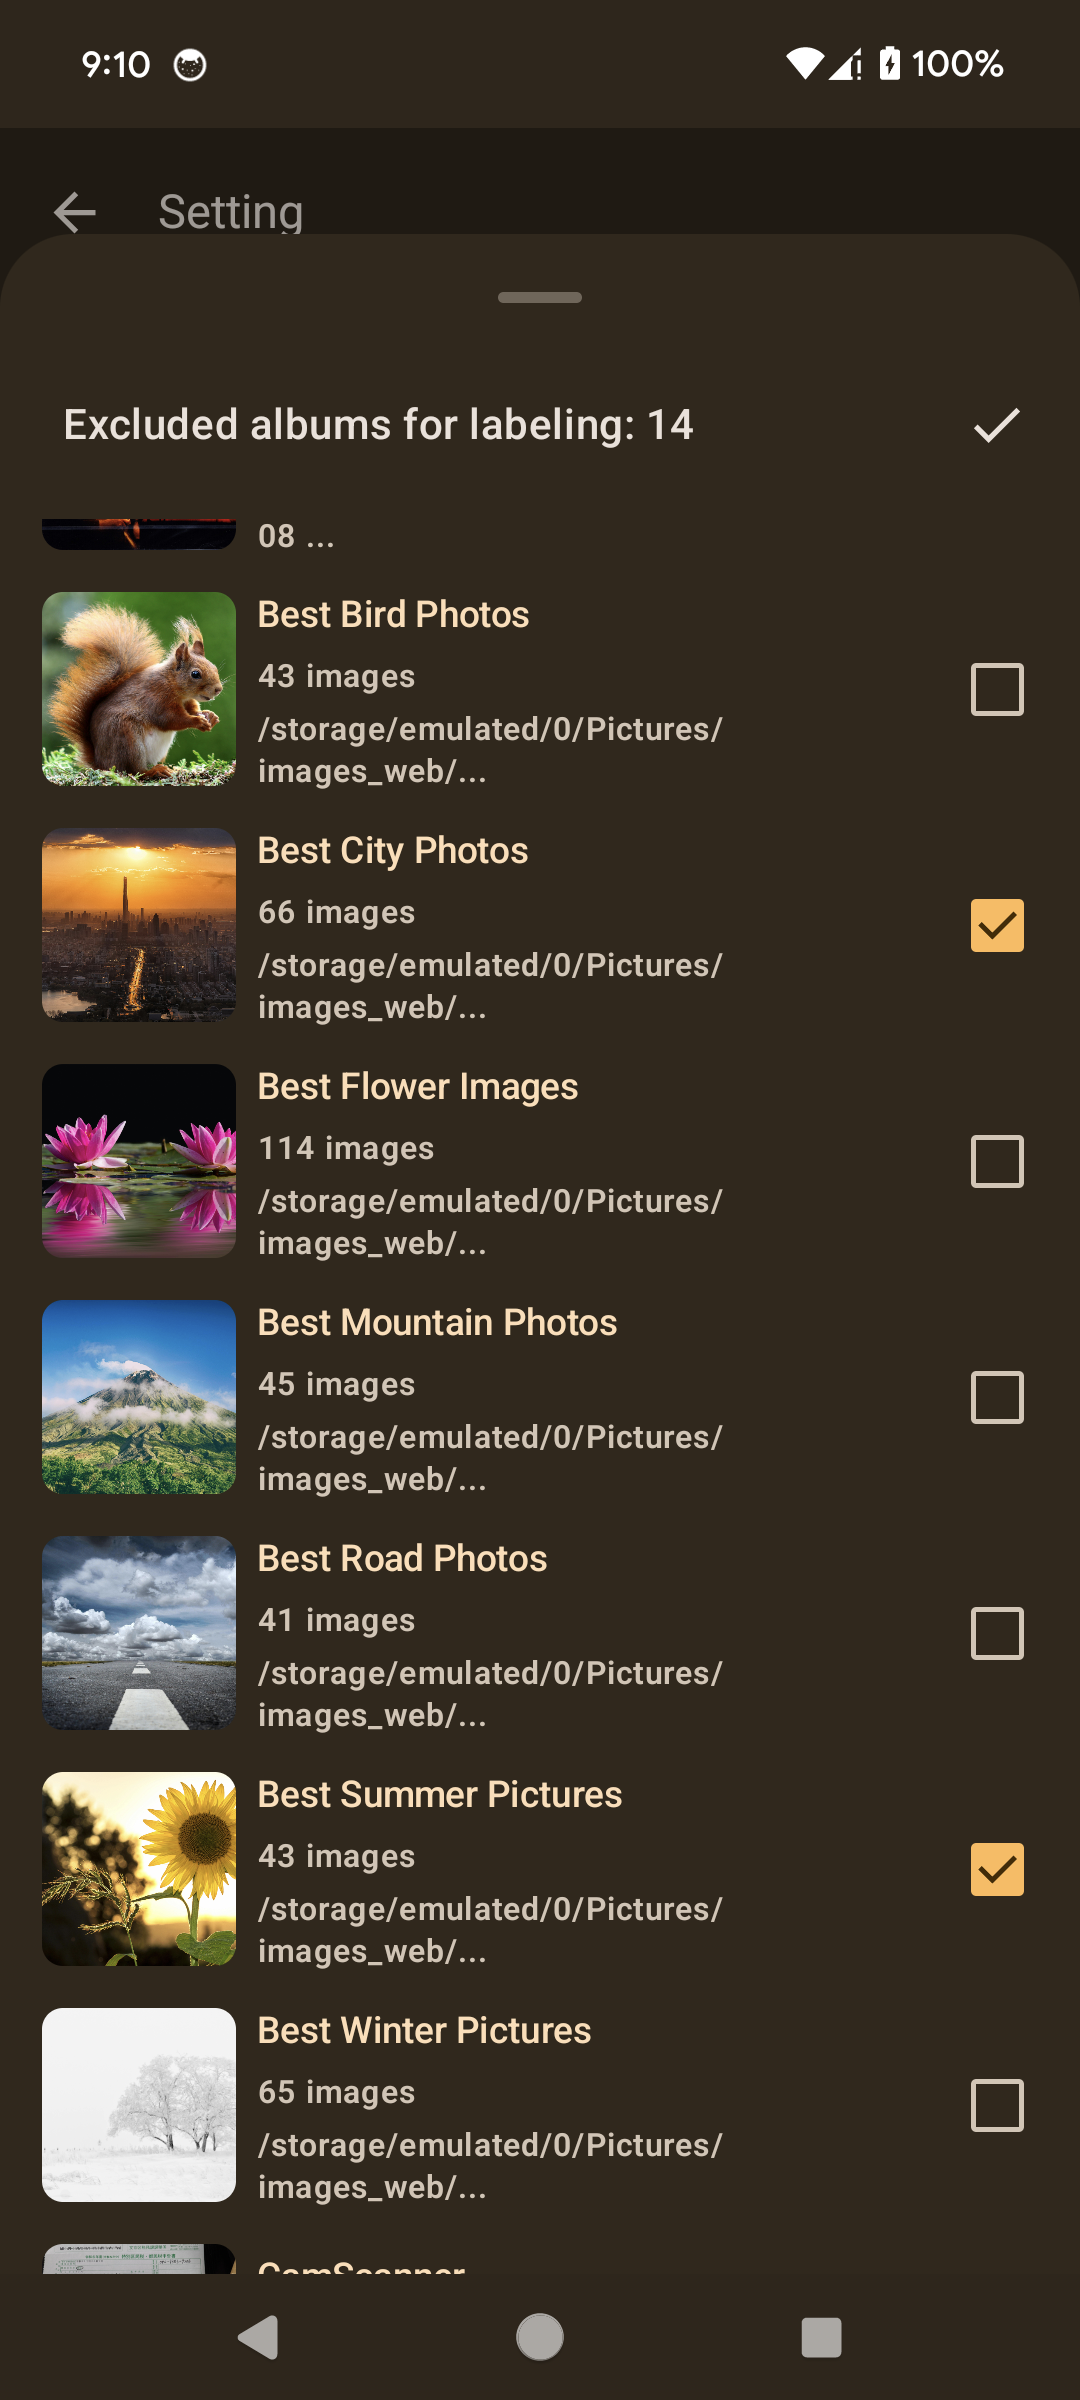 9:10
100%
Setting
Excluded albums for labeling: 14
08 ...
Best Bird Photos
43 images
/storage/emulated/0/Pictures/
images_web/...
Best City Photos
66 images
/storage/emulated/0/Pictures/
images_web/...
Best Flower Images
114 images
/storage/emulated/0/Pictures/
images_web/...
Best Mountain Photos
45 images
/storage/emulated/0/Pictures/
images_web/...
Best Road Photos
41 images
/storage/emulated/0/Pictures/
images_web/...
Best Summer Pictures
43 images
/storage/emulated/0/Pictures/
images_web/...
Best Winter Pictures
65 images
/storage/emulated/0/Pictures/
images_web/...
CamScanner